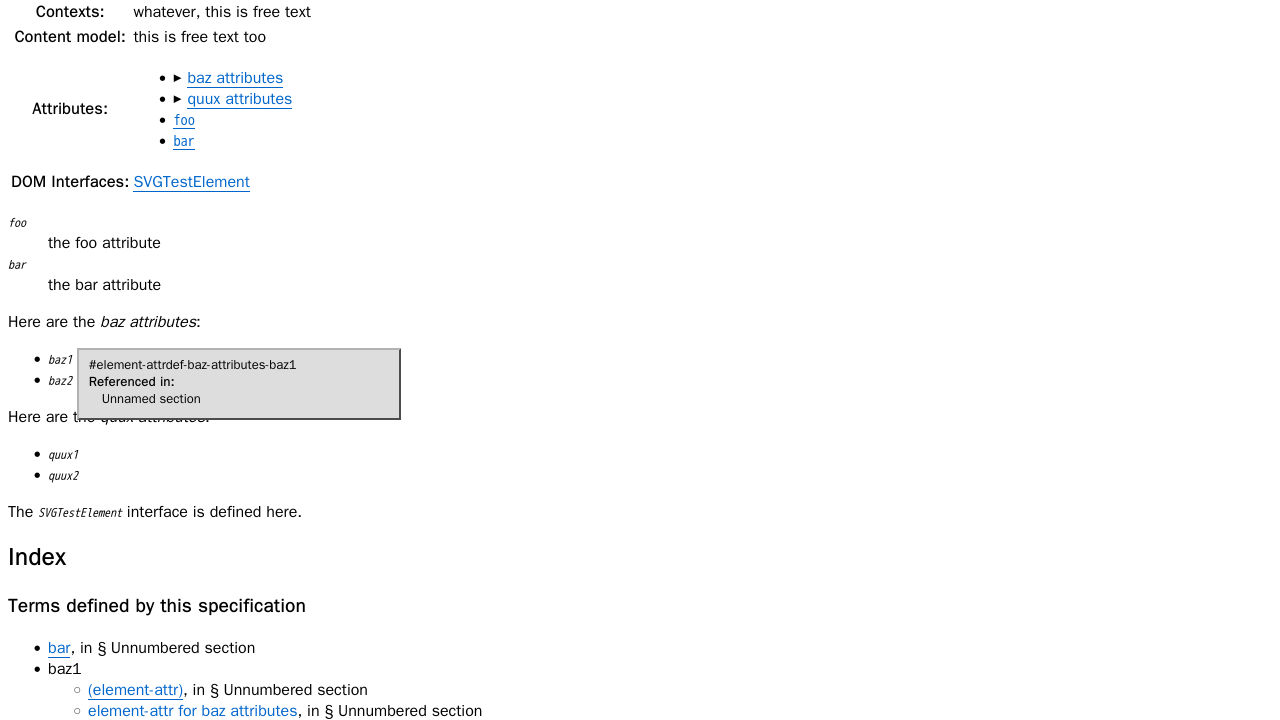 Contexts: whatever, this is free text
Content model: this is free text too
Attributes:
• ▸ baz attributes
• ▸ quux attributes
• foo
• bar
DOM Interfaces: SVGTestElement
foo
the foo attribute
bar
the bar attribute
Here are the baz attributes:
• baz1
• baz2
#element-attrdef-baz-attributes-baz1
Referenced in:
Unnamed section
Here are the quux attributes:
• quux1
• quux2
The SVGTestElement interface is defined here.
Index
Terms defined by this specification
• bar, in § Unnumbered section
• baz1
○ (element-attr), in § Unnumbered section
○ element-attr for baz attributes, in § Unnumbered section